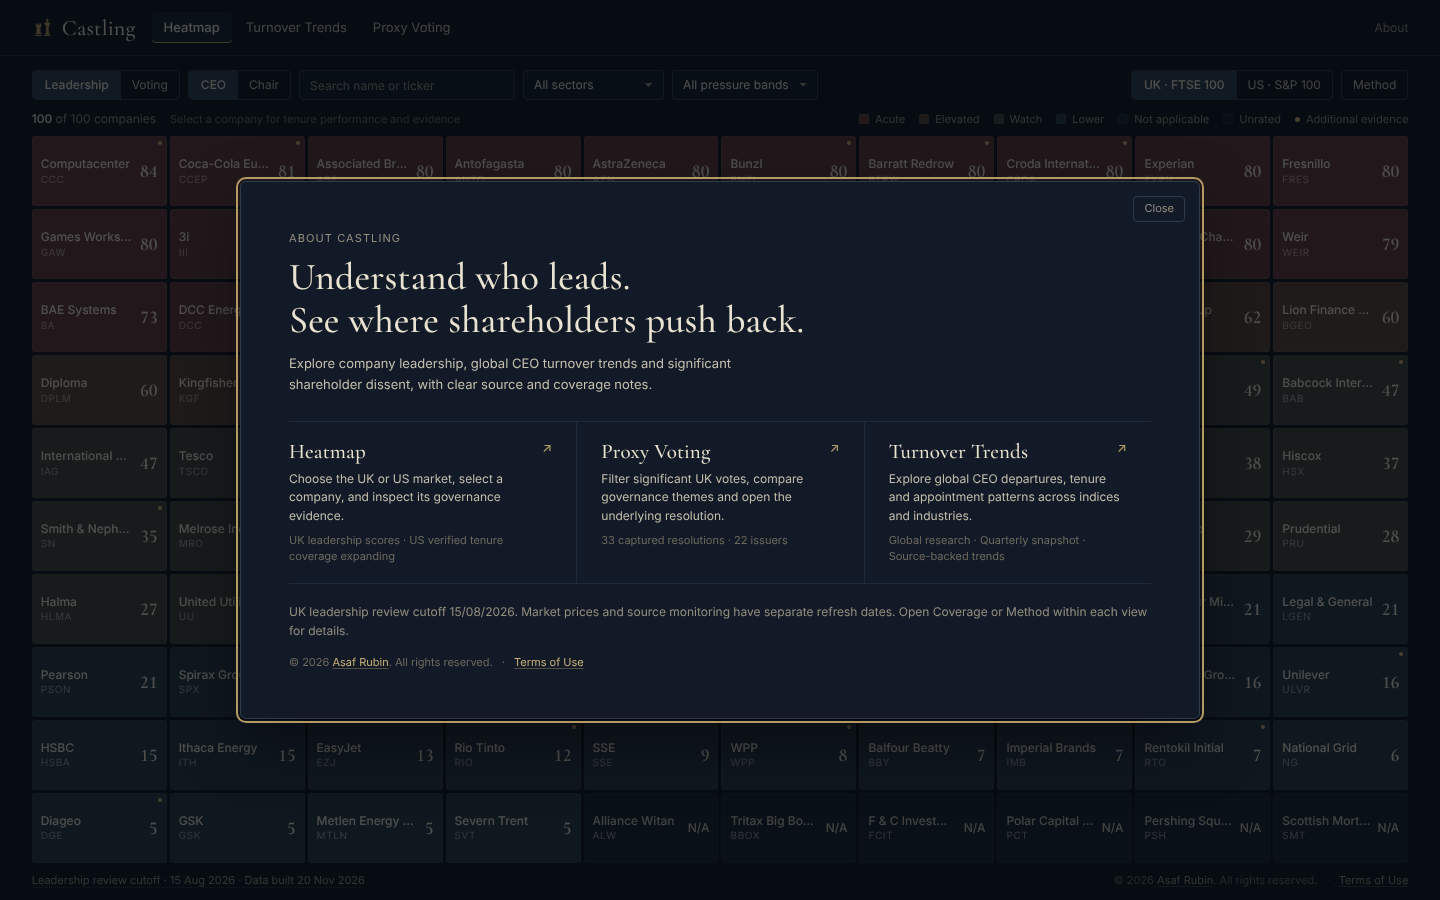 Castling
Heatmap
Turnover Trends
Proxy Voting
About
Leadership
Voting
CEO
Chair
Search name or ticker
All sectors
All pressure bands
UK · FTSE 100
US · S&P 100
Method
100 of 100 companies
Select a company for tenure performance and evidence
Acute
Elevated
Watch
Lower
Not applicable
Unrated
Additional evidence
Computacenter
CCC
84
Coca-Cola Eu...
CCEP
81
Associated Br...
80
Antofagasta
80
AstraZeneca
80
Bunzl
80
Barratt Redrow
80
Croda Internat...
80
Experian
80
Fresnillo
FRES
80
Games Works...
GAW
80
3i
III
Cha...
80
Weir
WEIR
79
BAE Systems
BA
73
DCC Energ
DCC
up
62
Lion Finance ...
BGEO
60
Diploma
DPLM
60
Kingfisher
KGF
49
Babcock Inter...
BAB
47
International ...
IAG
47
Tesco
TSCO
38
Hiscox
HSX
37
Smith & Neph...
SN
35
Melrose In
MRO
29
Prudential
PRU
28
Halma
HLMA
27
United Uti
UU
Mi...
21
Legal & General
LGEN
21
Pearson
PSON
21
Spirax Gro
SPX
Gro...
16
Unilever
ULVR
16
ABOUT CASTLING
Close
Understand who leads.
See where shareholders push back.
Explore company leadership, global CEO turnover trends and significant
shareholder dissent, with clear source and coverage notes.
Heatmap
Choose the UK or US market, select a
company, and inspect its governance
evidence.
UK leadership scores · US verified tenure
coverage expanding
Proxy Voting
Filter significant UK votes, compare
governance themes and open the
underlying resolution.
33 captured resolutions · 22 issuers
Turnover Trends
Explore global CEO departures, tenure
and appointment patterns across indices
and industries.
Global research · Quarterly snapshot ·
Source-backed trends
UK leadership review cutoff 15/08/2026. Market prices and source monitoring have separate refresh dates. Open Coverage or Method within each view
for details.
© 2026 Asaf Rubin. All rights reserved. · Terms of Use
HSBC
HSBA
15
Ithaca Energy
ITH
15
EasyJet
EZJ
13
Rio Tinto
RIO
12
SSE
SSE
9
WPP
WPP
8
Balfour Beatty
BBY
7
Imperial Brands
IMB
7
Rentokil Initial
RTO
7
National Grid
NG
6
Diageo
DGE
5
GSK
GSK
5
Metlen Energy ...
MTLN
5
Severn Trent
SVT
5
Alliance Witan
ALW
N/A
Tritax Big Bo...
BBOX
N/A
F & C Invest...
FCIT
N/A
Polar Capital ...
PCT
N/A
Pershing Squ...
PSH
N/A
Scottish Mort...
SMT
N/A
Leadership review cutoff · 15 Aug 2026 · Data built 20 Nov 2026
© 2026 Asaf Rubin. All rights reserved. · Terms of Use